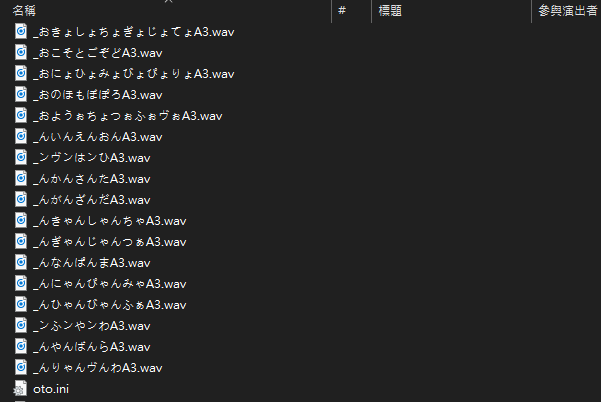 名稱 # 標題 參與演出者
_おきょしょちょぎょじょてょA3.wav
_おこそとごぞどA3.wav
_おにょひょみょびょぴょりょA3.wav
_おのほもぼぽろA3.wav
_おようぉちょつぉふぉヴぉA3.wav
_んいんえんおんA3.wav
_ンヴンはンひA3.wav
_んかんさんたA3.wav
_んがんざんだA3.wav
_んきゃんしゃんちゃA3.wav
_んぎゃんじゃんつぁA3.wav
_んなんぱんまA3.wav
_んにゃんぴゃんみゃA3.wav
_んひゃんびゃんふぁA3.wav
_ンふンやンわA3.wav
_んやんばんらA3.wav
_んりゃんヴんわA3.wav
oto.ini